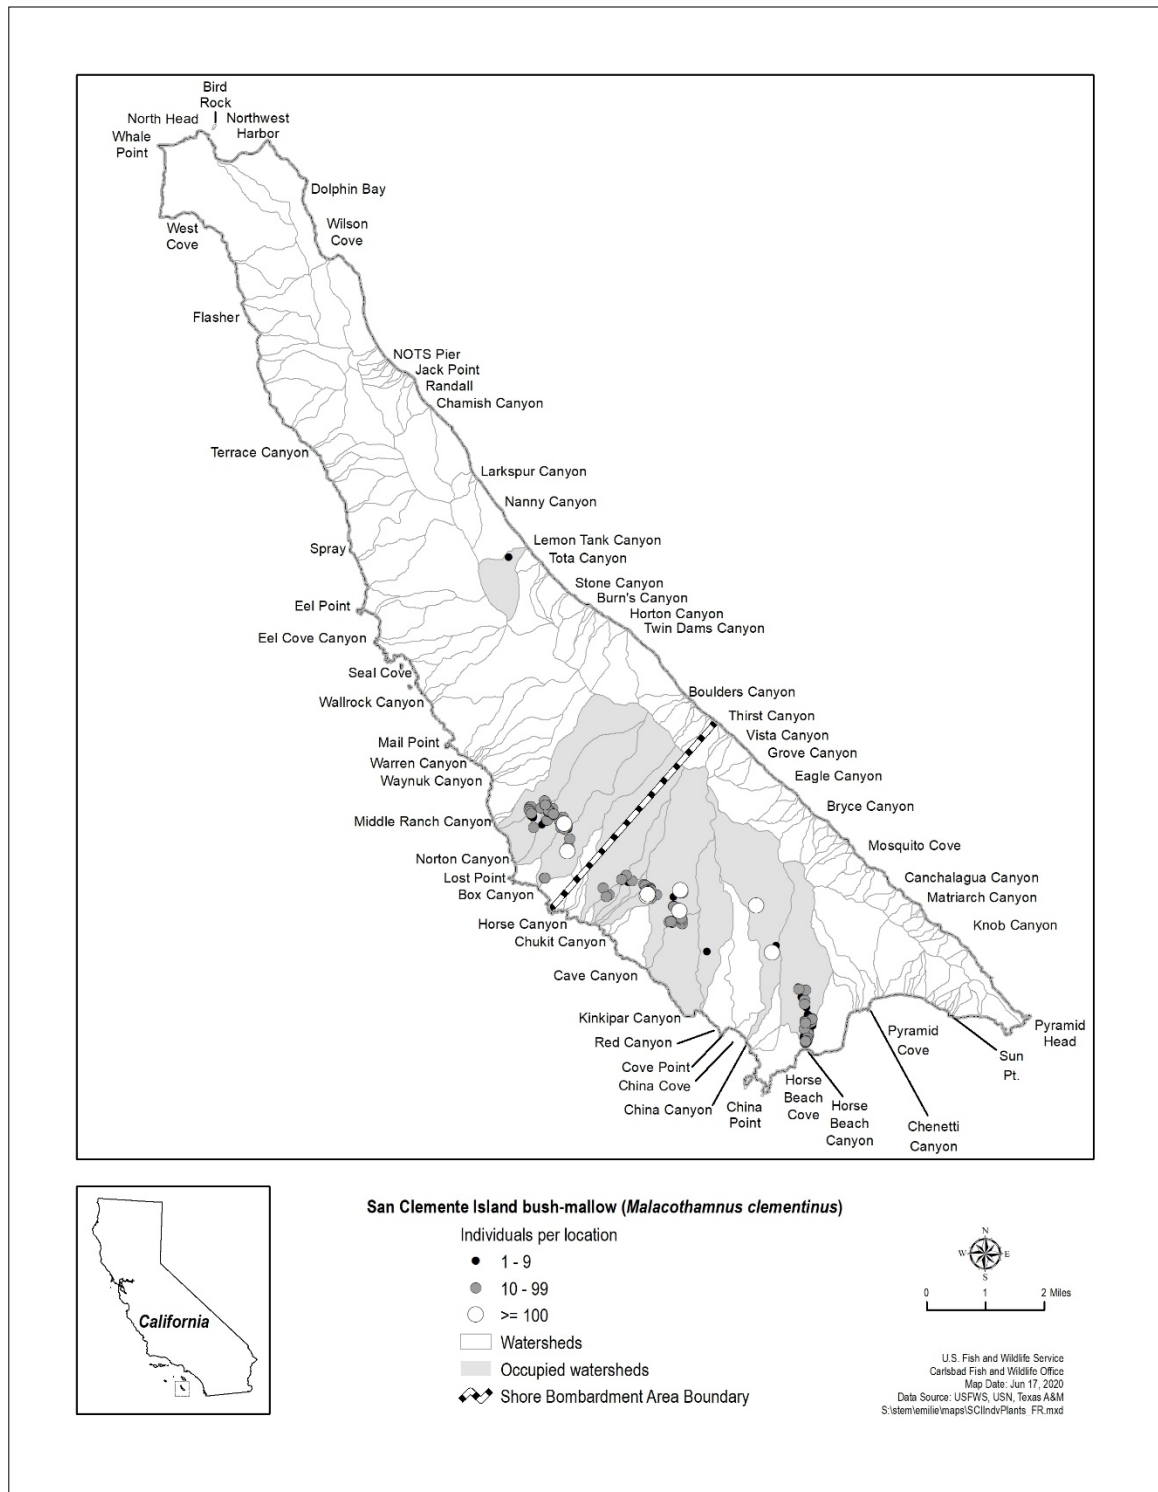 Bird
Rock
North Head
Northwest
Harbor
Whale
Point
Dolphin Bay
West
Cove
Wilson
Cove
Flasher
NOTS Pier
Jack Point
Randall
Chamish Canyon
Terrace Canyon
Larkspur Canyon
Nanny Canyon
Spray
Lemon Tank Canyon
Tota Canyon
Stone Canyon
Burn's Canyon
Eel Point
Horton Canyon
Twin Dams Canyon
Eel Cove Canyon
Seal Cove
Wallrock Canyon
Boulders Canyon
Thirst Canyon
Mail Point
Vista Canyon
Grove Canyon
Warren Canyon
Waynuk Canyon
Eagle Canyon
Bryce Canyon
Middle Ranch Canyon
Mosquito Cove
Norton Canyon
Lost Point
Box Canyon
Canchalagua Canyon
Matriarch Canyon
Horse Canyon
Knob Canyon
Chukit Canyon
Cave Canyon
Kinkipar Canyon
Red Canyon
Cove Point
China Cove
China Canyon
China
Point
Horse
Beach
Cove
Horse
Beach
Canyon
Pyramid
Cove
Chenetti
Canyon
Sun
Pt.
Pyramid
Head
California
San Clemente Island bush-mallow (Malacothamnus clementinus)
Individuals per location
1 - 9
10 - 99
>= 100
Watersheds
Occupied watersheds
Shore Bombardment Area Boundary
N
W E
S
0 1 2 Miles
U.S. Fish and Wildlife Service
Carlsbad Fish and Wildlife Office
Map Date: Jun 17, 2020
Data Source: USFWS, USN, Texas A&M
S:\stem\emilie\maps\SCIIndvPlants_FR.mxd